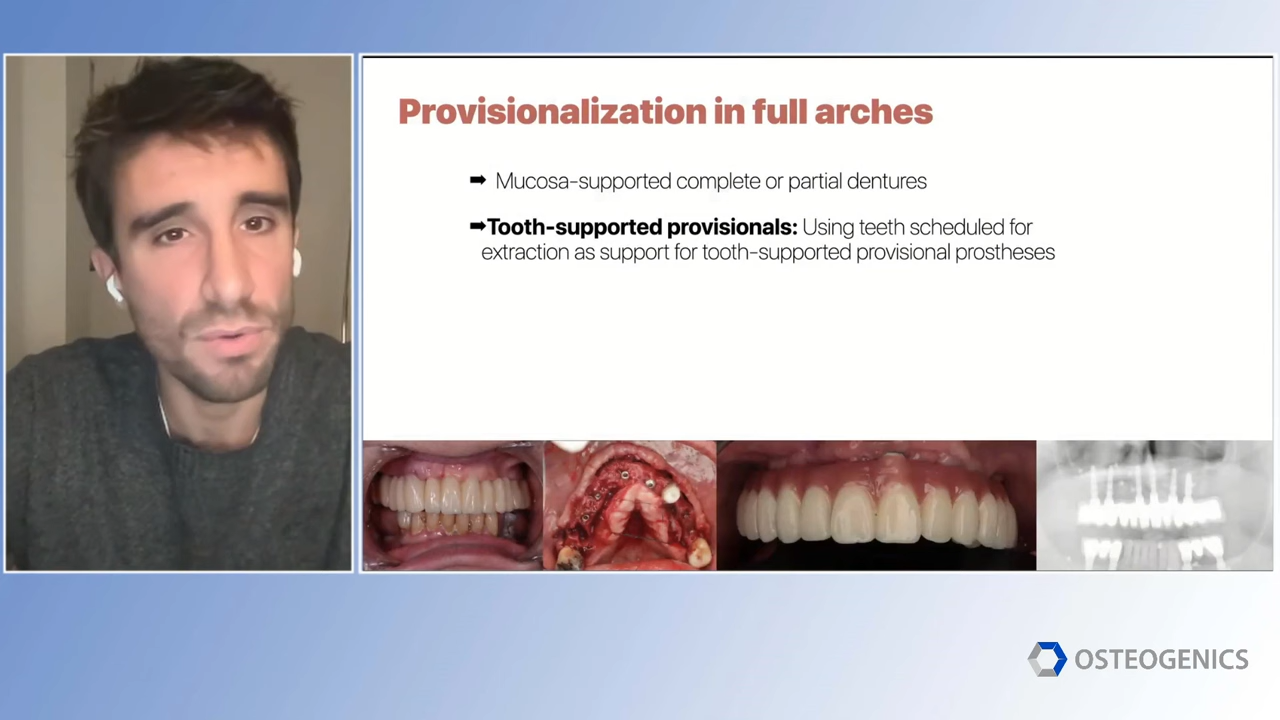 Provisionalization in full arches
➡ Mucosa-supported complete or partial dentures
➡Tooth-supported provisionals: Using teeth scheduled for
extraction as support for tooth-supported provisional prostheses
OSTEOGENICS